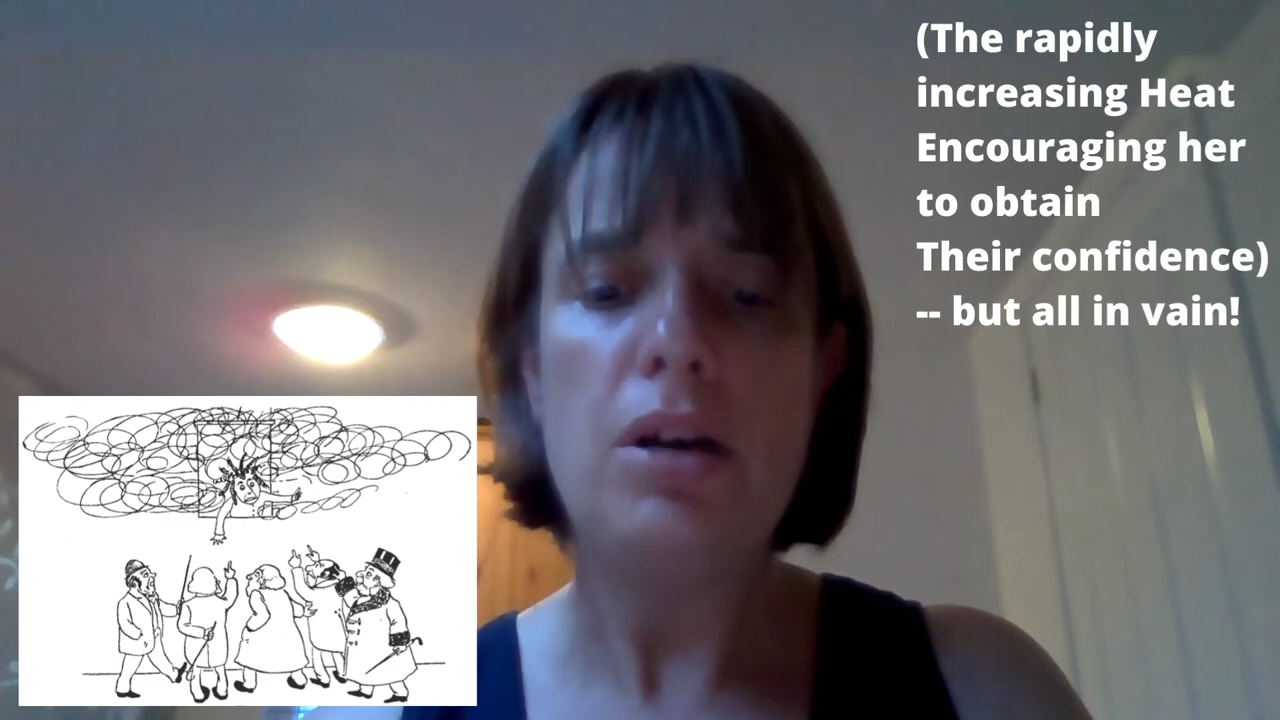 (The rapidly
increasing Heat
Encouraging her
to obtain
Their confidence)
-- but all in vain!